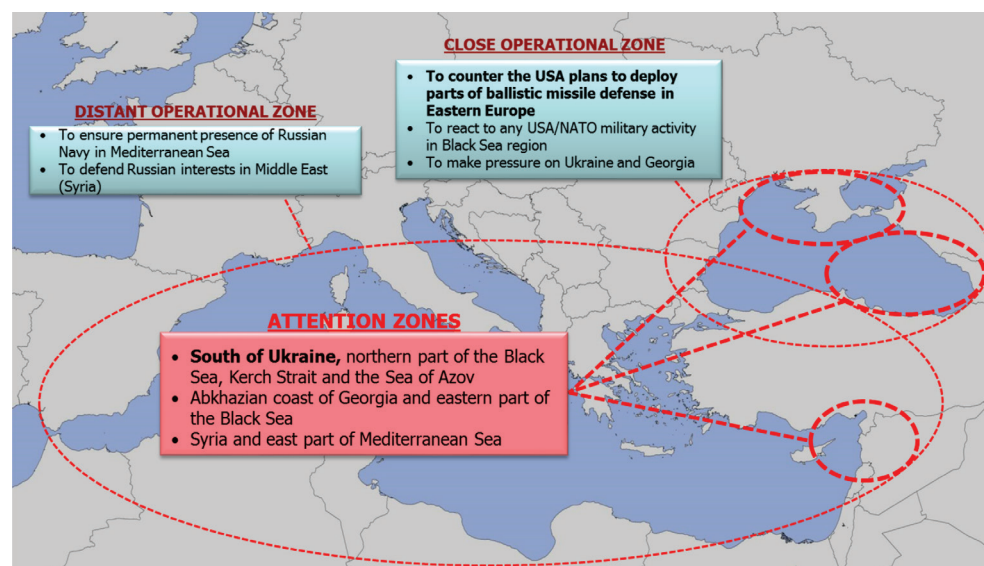 CLOSE OPERATIONAL ZONE
• To counter the USA plans to deploy
parts of ballistic missile defense in
Eastern Europe
• To react to any USA/NATO military activity
in Black Sea region
• To make pressure on Ukraine and Georgia
DISTANT OPERATIONAL ZONE
• To ensure permanent presence of Russian
Navy in Mediterranean Sea
• To defend Russian interests in Middle East
(Syria)
ATTENTION ZONES
• South of Ukraine, northern part of the Black
Sea, Kerch Strait and the Sea of Azov
• Abkhazian coast of Georgia and eastern part of
the Black Sea
• Syria and east part of Mediterranean Sea